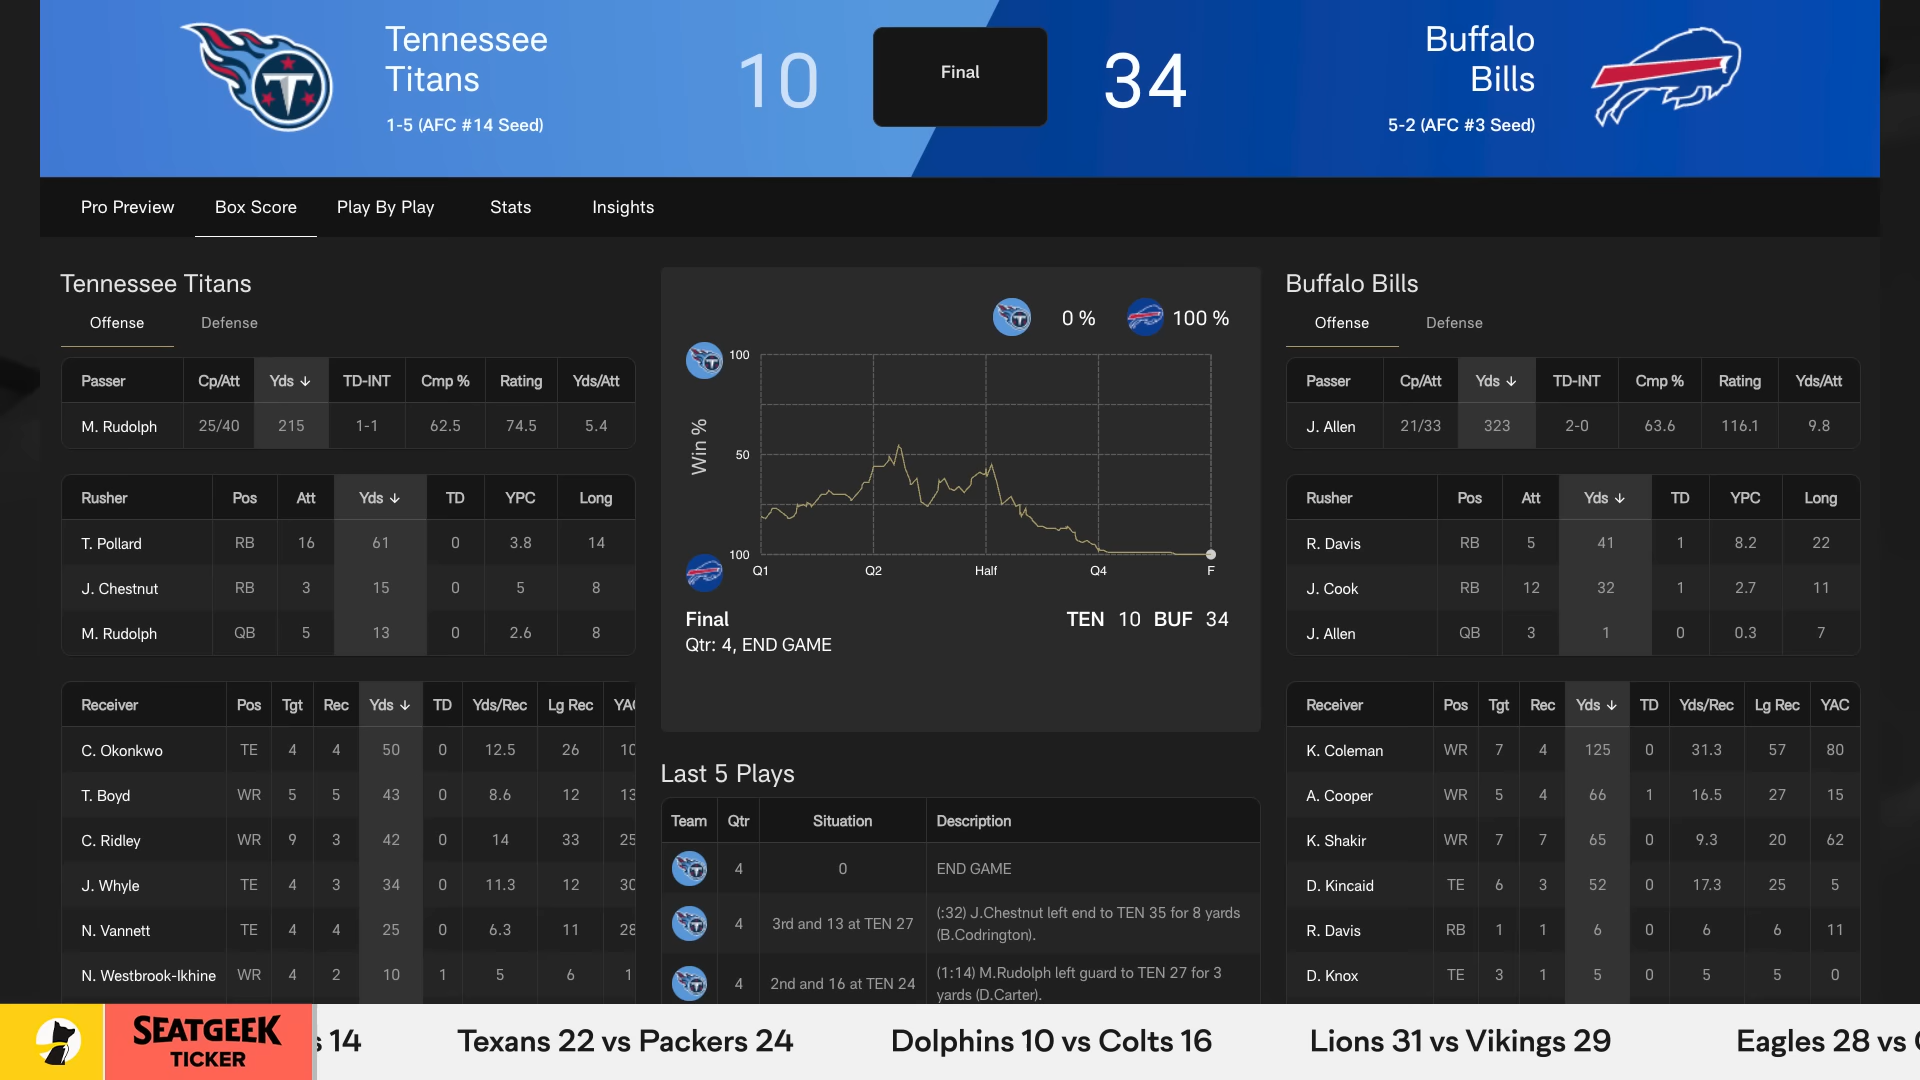 Tennessee
Titans
1-5 (AFC #14 Seed)
10
Final
34
Buffalo
Bills
5-2 (AFC #3 Seed)
Pro Preview Box Score Play By Play Stats Insights
Tennessee Titans
Offense Defense
Passer Cp/Att Yds ↓ TD-INT Cmp % Rating Yds/Att
M. Rudolph 25/40 215 1-1 62.5 74.5 5.4
Rusher Pos Att Yds ↓ TD YPC Long
T. Pollard RB 16 61 0 3.8 14
J. Chestnut RB 3 15 0 5 8
M. Rudolph QB 5 13 0 2.6 8
Receiver Pos Tgt Rec Yds ↓ TD Yds/Rec Lg Rec YAC
C. Okonkwo TE 4 4 50 0 12.5 26 10
T. Boyd WR 5 5 43 0 8.6 12 13
C. Ridley WR 9 3 42 0 14 33 25
J. Whyle TE 4 3 34 0 11.3 12 30
N. Vannett TE 4 4 25 0 6.3 11 28
N. Westbrook-Ikhine WR 4 2 10 1 5 6 1
0 % 100 %
100
Win %
50
100
Q1 Q2 Half Q4 F
Final TEN 10 BUF 34
Qtr: 4, END GAME
Last 5 Plays
Team Qtr Situation Description
4 0 END GAME
4 3rd and 13 at TEN 27 (:32) J.Chestnut left end to TEN 35 for 8 yards
(B.Codrington).
4 2nd and 16 at TEN 24 (1:14) M.Rudolph left guard to TEN 27 for 3
yards (D.Carter).
Buffalo Bills
Offense Defense
Passer Cp/Att Yds ↓ TD-INT Cmp % Rating Yds/Att
J. Allen 21/33 323 2-0 63.6 116.1 9.8
Rusher Pos Att Yds ↓ TD YPC Long
R. Davis RB 5 41 1 8.2 22
J. Cook RB 12 32 1 2.7 11
J. Allen QB 3 1 0 0.3 7
Receiver Pos Tgt Rec Yds ↓ TD Yds/Rec Lg Rec YAC
K. Coleman WR 7 4 125 0 31.3 57 80
A. Cooper WR 5 4 66 1 16.5 27 15
K. Shakir WR 7 7 65 0 9.3 20 62
D. Kincaid TE 6 3 52 0 17.3 25 5
R. Davis RB 1 1 6 0 6 6 11
D. Knox TE 3 1 5 0 5 5 0
SEATGEEK
TICKER
s 14 Texans 22 vs Packers 24 Dolphins 10 vs Colts 16 Lions 31 vs Vikings 29 Eagles 28 vs